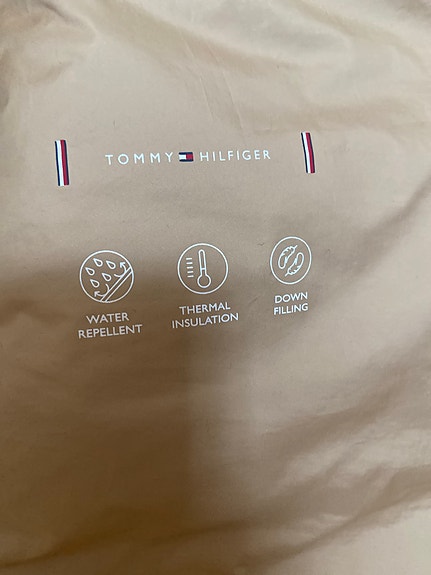 TOMMY HILFIGER
WATER
REPELLENT
THERMAL
INSULATION
DOWN
FILLING